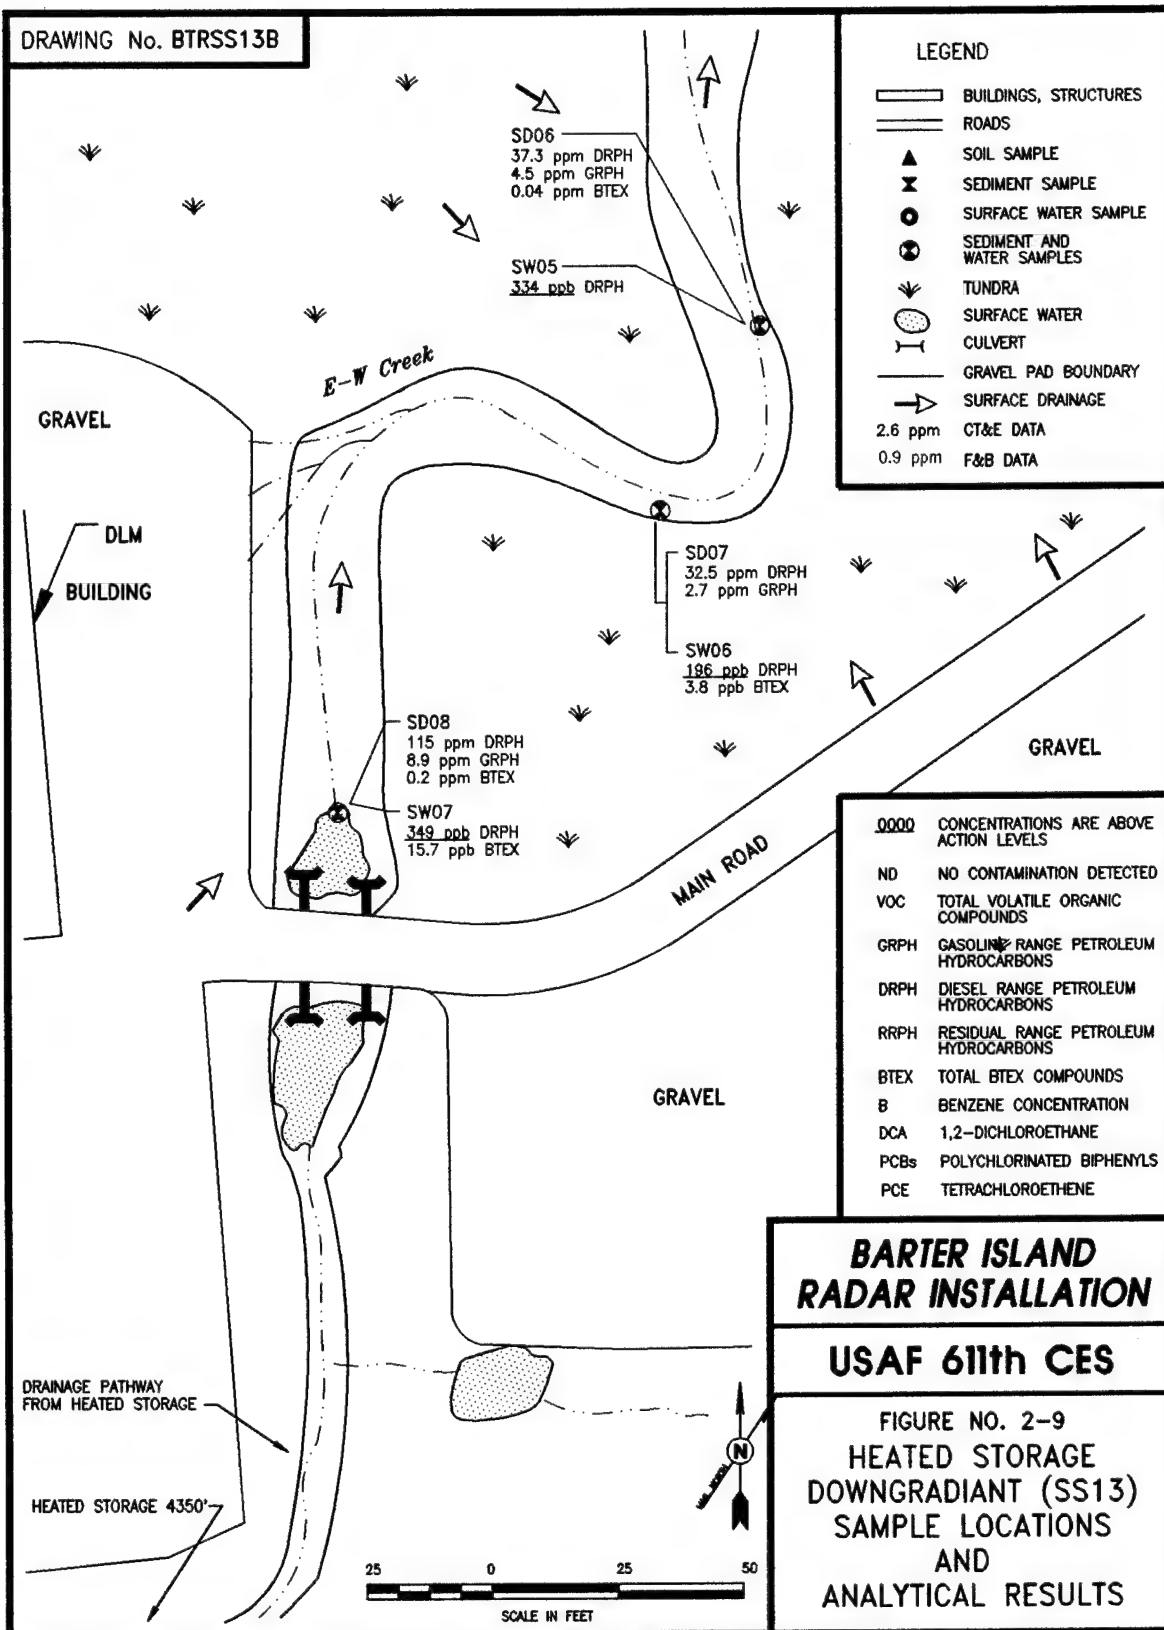 DRAWING No. BTRSS13B
LEGEND
BUILDINGS, STRUCTURES
ROADS
SOIL SAMPLE
SEDIMENT SAMPLE
SURFACE WATER SAMPLE
SEDIMENT AND
WATER SAMPLES
TUNDRA
SURFACE WATER
CULVERT
GRAVEL PAD BOUNDARY
SURFACE DRAINAGE
2.6 ppm CT&E DATA
0.9 ppm F&B DATA
SD06
37.3 ppm DRPH
4.5 ppm GRPH
0.04 ppm BTEX
SW05
334 ppb DRPH
E-W Creek
GRAVEL
DLM
BUILDING
SD07
32.5 ppm DRPH
2.7 ppm GRPH
SW06
196 ppb DRPH
3.8 ppb BTEX
SD08
115 ppm DRPH
8.9 ppm GRPH
0.2 ppm BTEX
SW07
349 ppb DRPH
15.7 ppb BTEX
GRAVEL
MAIN ROAD
0000 CONCENTRATIONS ARE ABOVE
ACTION LEVELS
ND NO CONTAMINATION DETECTED
VOC TOTAL VOLATILE ORGANIC
COMPOUNDS
GRPH GASOLINE RANGE PETROLEUM
HYDROCARBONS
DRPH DIESEL RANGE PETROLEUM
HYDROCARBONS
RRPH RESIDUAL RANGE PETROLEUM
HYDROCARBONS
BTEX TOTAL BTEX COMPOUNDS
B BENZENE CONCENTRATION
DCA 1,2-DICHLOROETHANE
PCBs POLYCHLORINATED BIPHENYLS
PCE TETRACHLOROETHENE
GRAVEL
DRAINAGE PATHWAY
FROM HEATED STORAGE
HEATED STORAGE 4350'
N
25 0 25 50
SCALE IN FEET
BARTER ISLAND
RADAR INSTALLATION
USAF 611th CES
FIGURE NO. 2-9
HEATED STORAGE
DOWNGRADIANT (SS13)
SAMPLE LOCATIONS
AND
ANALYTICAL RESULTS